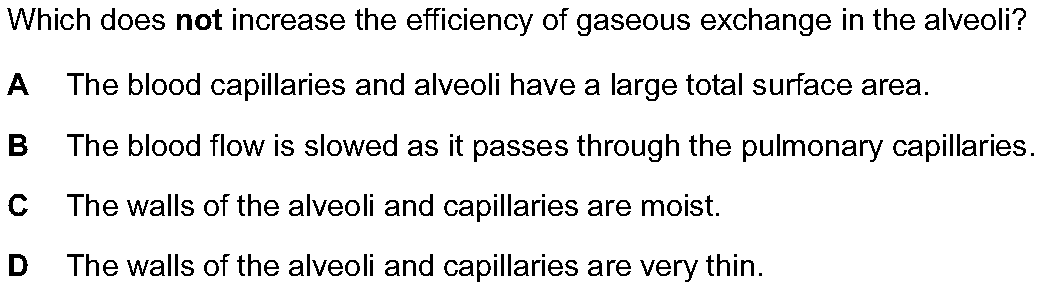 Which does not increase the efficiency of gaseous exchange in the alveoli?
A The blood capillaries and alveoli have a large total surface area.
B The blood flow is slowed as it passes through the pulmonary capillaries.
C The walls of the alveoli and capillaries are moist.
D The walls of the alveoli and capillaries are very thin.